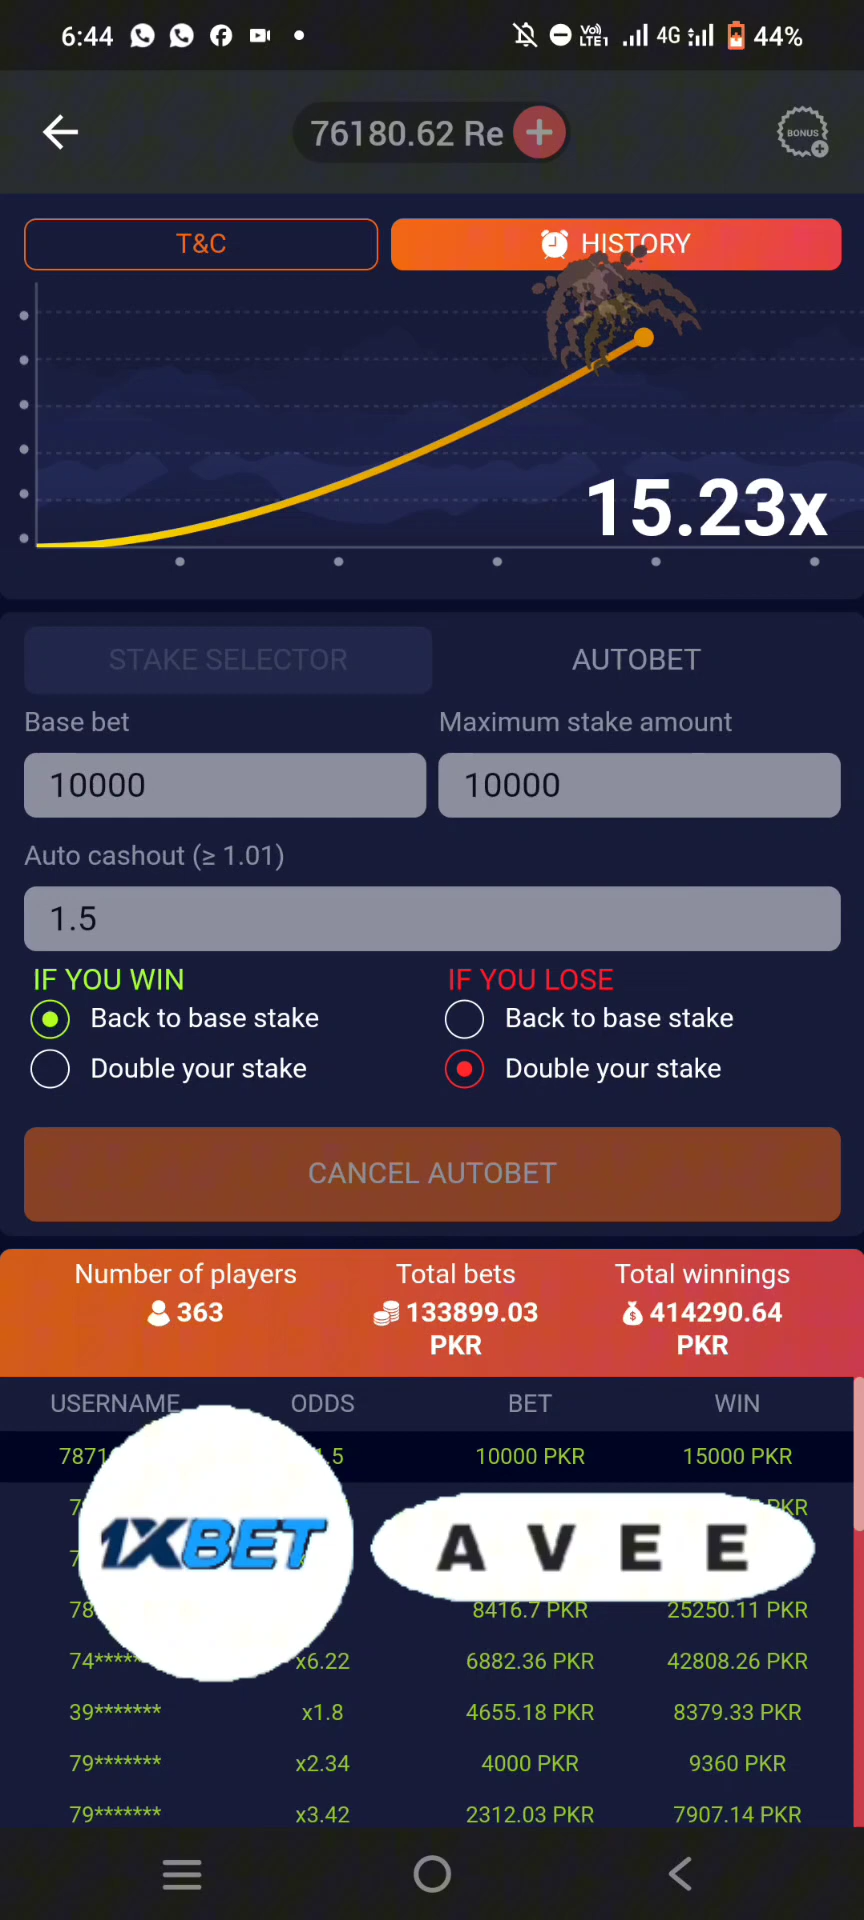 6:44 Vo) LTE1 4G 44%
76180.62 Re
BONUS
T&C HISTORY
15.23x
STAKE SELECTOR AUTOBET
Base bet Maximum stake amount
10000 10000
Auto cashout (≥ 1.01)
1.5
IF YOU WIN IF YOU LOSE
Back to base stake Back to base stake
Double your stake Double your stake
CANCEL AUTOBET
Number of players Total bets Total winnings
363 133899.03 PKR 414290.64 PKR
USERNAME ODDS BET WIN
10000 PKR 15000 PKR
1XBET AVEE
8416.7 PKR 25250.11 PKR
x6.22 6882.36 PKR 42808.26 PKR
39******* x1.8 4655.18 PKR 8379.33 PKR
79******* x2.34 4000 PKR 9360 PKR
79******* x3.42 2312.03 PKR 7907.14 PKR